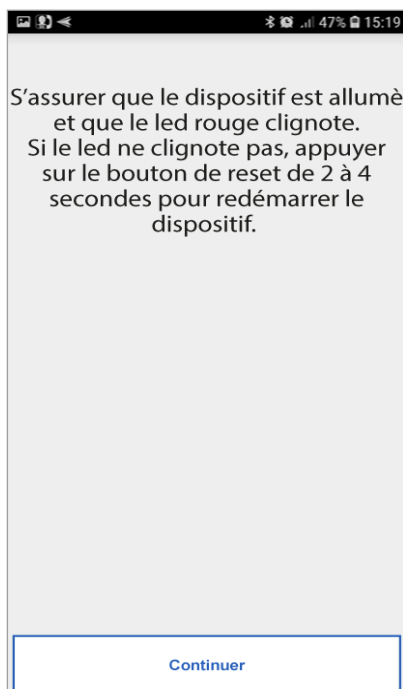 47% 15:19
S'assurer que le dispositif est allumè
et que le led rouge clignote.
Si le led ne clignote pas, appuyer
sur le bouton de reset de 2 à 4
secondes pour redémarrer le
dispositif.
Continuer